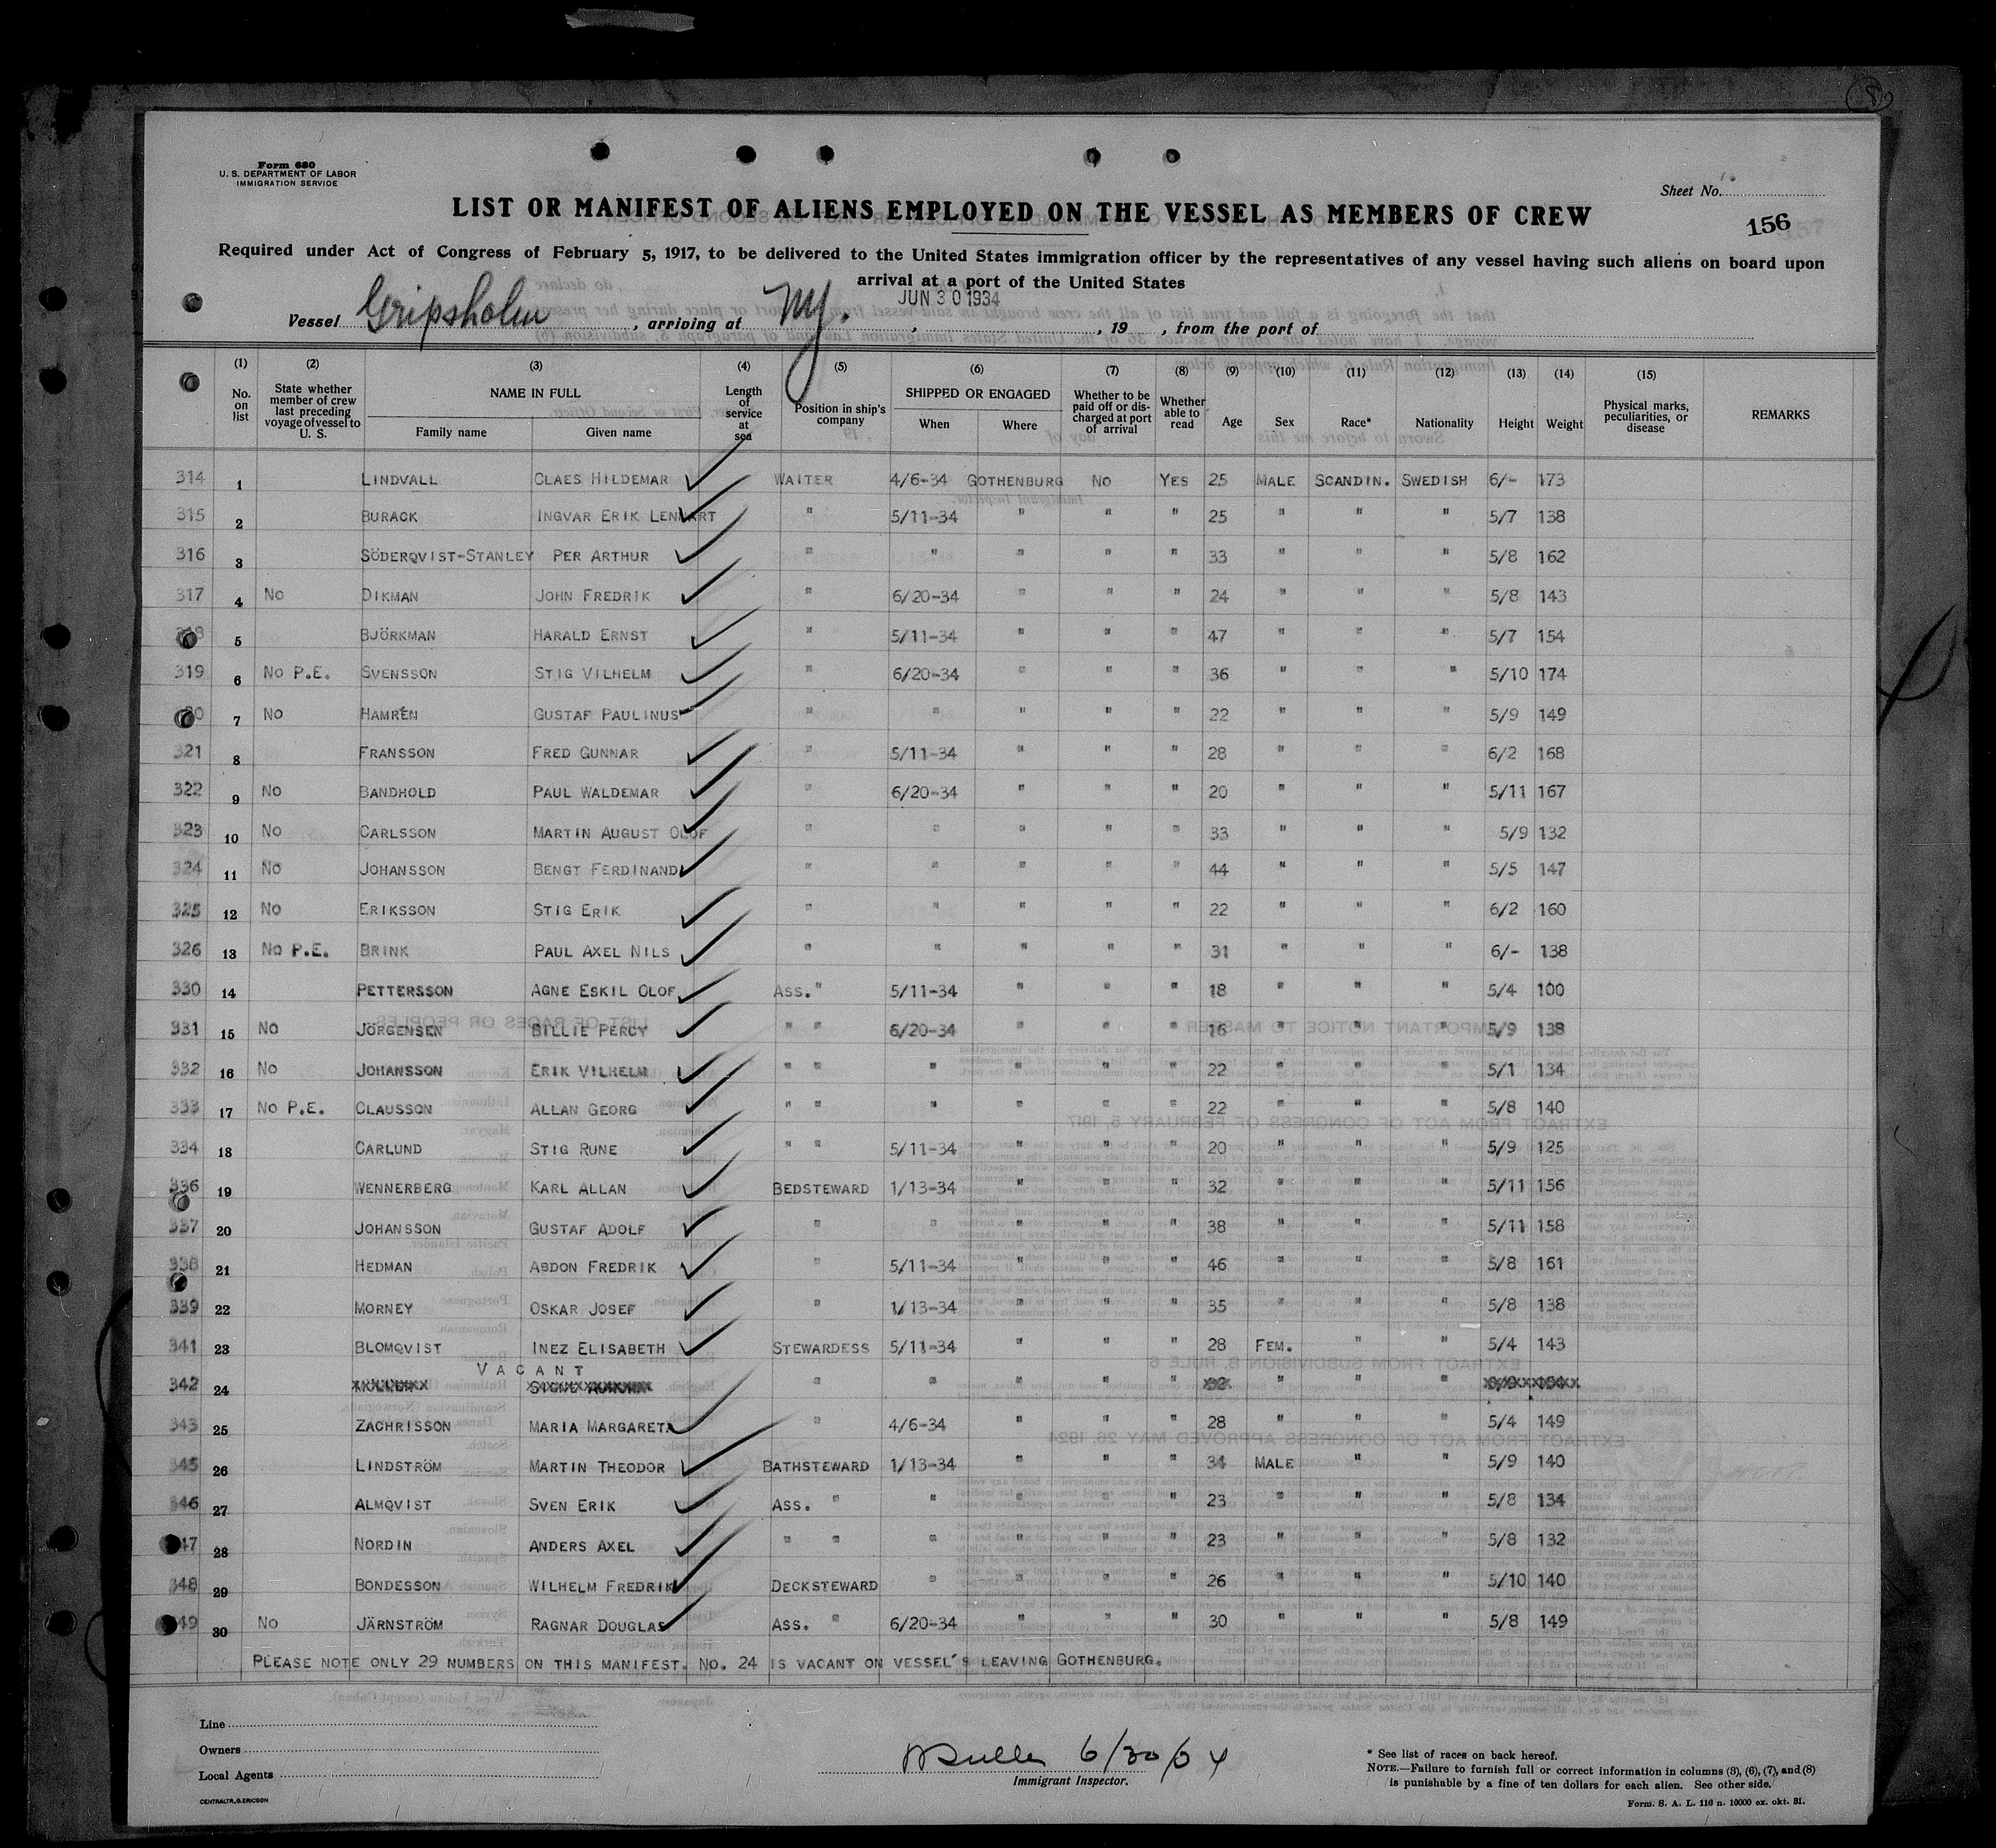 Form 680
U. S. DEPARTMENT OF LABOR
IMMIGRATION SERVICE
Sheet No.
LIST OR MANIFEST OF ALIENS EMPLOYED ON THE VESSEL AS MEMBERS OF CREW
156
Required under Act of Congress of February 5, 1917, to be delivered to the United States immigration officer by the representatives of any vessel having such aliens on board upon
arrival at a port of the United States
JUN 30 1934
Vessel Gripsholm, arriving at NY., , 19 , from the port of
(1) No. on list (2) State whether member of crew last preceding voyage of vessel to U. S. (3) NAME IN FULL Family name Given name (4) Length of service at sea (5) Position in ship's company (6) SHIPPED OR ENGAGED When Where (7) Whether to be paid off or discharged at port of arrival (8) Whether able to read (9) Age (10) Sex (11) Race* (12) Nationality (13) Height (14) Weight (15) Physical marks, peculiarities, or disease REMARKS
314 1 LINDVALL CLAES HILDEMAR WAITER 4/6-34 GOTHENBURG NO YES 25 MALE SCANDIN. SWEDISH 6/- 173
315 2 BURACK INGVAR ERIK LENNART " 5/11-34 " " " 25 " " " 5/7 138
316 3 SÖDERQVIST-STANLEY PER ARTHUR " " " " " 33 " " " 5/8 162
317 4 NO DIKMAN JOHN FREDRIK " 6/20-34 " " " 24 " " " 5/8 143
5 BJÖRKMAN HARALD ERNST " 5/11-34 " " " 47 " " " 5/7 154
319 6 NO P.E. SVENSSON STIG VILHELM " 6/20-34 " " " 36 " " " 5/10 174
7 NO HAMRÉN GUSTAF PAULINUS " " " " " 22 " " " 5/9 149
321 8 FRANSSON FRED GUNNAR " 5/11-34 " " " 28 " " " 6/2 168
322 9 NO BANDHOLD PAUL WALDEMAR " 6/20-34 " " " 20 " " " 5/11 167
323 10 NO CARLSSON MARTIN AUGUST OLOF " " " " " 33 " " " 5/9 132
324 11 NO JOHANSSON BENGT FERDINAND " " " " " 44 " " " 5/5 147
325 12 NO ERIKSSON STIG ERIK " " " " " 22 " " " 6/2 160
326 13 NO P.E. BRINK PAUL AXEL NILS " " " " " 31 " " " 6/- 138
330 14 PETTERSSON AGNE ESKIL OLOF ASS. " 5/11-34 " " " 18 " " " 5/4 100
331 15 NO JÖRGENSEN BILLIE PERCY " " 6/20-34 " " " 16 " " " 5/9 138
332 16 NO JOHANSSON ERIK VILHELM " " " " " " 22 " " " 5/1 134
333 17 NO P.E. CLAUSSON ALLAN GEORG " " " " " " 22 " " " 5/8 140
334 18 CARLUND STIG RUNE " " 5/11-34 " " " 20 " " " 5/9 125
336 19 WENNERBERG KARL ALLAN BEDSTEWARD 1/13-34 " " " 32 " " " 5/11 156
337 20 JOHANSSON GUSTAF ADOLF " " " " " 38 " " " 5/11 158
338 21 HEDMAN ABDON FREDRIK " 5/11-34 " " " 46 " " " 5/8 161
339 22 MORNEY OSKAR JOSEF " 1/13-34 " " " 35 " " " 5/8 138
341 23 BLOMQVIST INEZ ELISABETH STEWARDESS 5/11-34 " " " 28 FEM. " " 5/4 143
VACANT
342 24 " " " " " " " "
343 25 ZACHRISSON MARIA MARGARETA " 4/6-34 " " " 28 " " " 5/4 149
345 26 LINDSTRÖM MARTIN THEODOR BATHSTEWARD 1/13-34 " " " 34 MALE " " 5/9 140
346 27 ALMQVIST SVEN ERIK ASS. " " " " " 23 " " " 5/8 134
28 NORDIN ANDERS AXEL " " " " " " 23 " " " 5/8 132
348 29 BONDESSON WILHELM FREDRIK DECKSTEWARD " " " " 26 " " " 5/10 140
30 NO JÄRNSTRÖM RAGNAR DOUGLAS ASS. " 6/20-34 " " " 30 " " " 5/8 149
PLEASE NOTE ONLY 29 NUMBERS ON THIS MANIFEST. NO. 24 IS VACANT ON VESSEL'S LEAVING GOTHENBURG.
Line
Owners
Local Agents
CENTRALTR., G. ERICSON
6/30/34
Immigrant Inspector.
* See list of races on back hereof.
NOTE.—Failure to furnish full or correct information in columns (3), (6), (7), and (8)
is punishable by a fine of ten dollars for each alien. See other side.
Form. S. A. L. 116 n. 10000 ex. okt. 31.